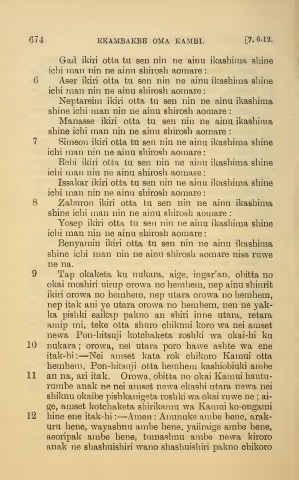 674 EKAMBAKBE OMA KAMBI. [7, 6-12.
Gad ikiri otta tu sen nin ne ainu ikashima shine
ichi man nin ne ainu shirosh aomare :
6 Aser ikiri otta tu sen nin ne ainu ikashima shine
ichi man nin ne ainu shirosh aomare :
Neptareim ikiri otta tu sen nin ne ainu ikashima
shine ichi man nin ne ainu shirosh aomare :
Manasse ikiri otta tu sen nin ne ainu ikashima
shine ichi man nin ne ainu shirosh aomare :
7 Simeon ikiri otta tu sen nin ne ainu ikashima shine
ichi man nin ne ainu shirosh aomare :
Rebi ikiri otta tu sen nin ne ainu ikashima shine
ichi man nin ne ainu shirosh aomare :
Issakar ikiri otta tu sen nin ne ainu ikashima shine
ichi man nin ne ainu shirosh aomare :
8 Zaburon ikiri otta tu sen nin ne ainu ikashima
shine ichi man nin ne ainu shirosh aomare :
Yosep ikiri otta tu sen nin ne ainu ikashima shine
ichi man nin ne ainu shirosh aomare :
Benyamin ikiri otta tu sen nin ne ainu ikashima
shine ichi man nin ne ainu shirosh aomare nisa ruwe
ne na.
9 Tap okaketa ku nukara, aige, ingar'an, obitta no
okai moshiri uirup orowa no hemhem, nep ainu shiurit
ikiri orowa no hemhem, nep utara orowa no hemhem,
nep itak ani ye utara orowa no hemhem, nen ne yak-
ka pishki eaikap pakno an shiri inne utara, retara
amip mi, teke otta shuro chikuni koro wa nei amset
newa Pon-hitsuji kotchaketa roshki wa okai-hi ku
10 nukara ; orowa, nei utara poro hawe ashte wa ene
itak-hi :—Nei amset kata rok chikoro Kamui otta
hemhem, Pon-hitsuji otta hemhem kashiobiuki ambe
11 an na, ari itak. Orowa, obitta no okai Kamui hautu-
rumbe anak ne nei amset newa ekashi utara newa nei
shiknu okaibe pishkanigeta roshki wa okai ruwe ne ; ai-
ge, amset kotchaketa shirikamu wa Kamui ko-ongami
12 hine ene itak-hi :—Amen : Anunuke ambe hene, arak-
uru hene, wayashnu ambe hene, yairaige ambe hene,
aeoripak ambe hene, tumashnu ambe newa kiroro
anak ne shashuishiri wano shashuishiri pakno chikoro